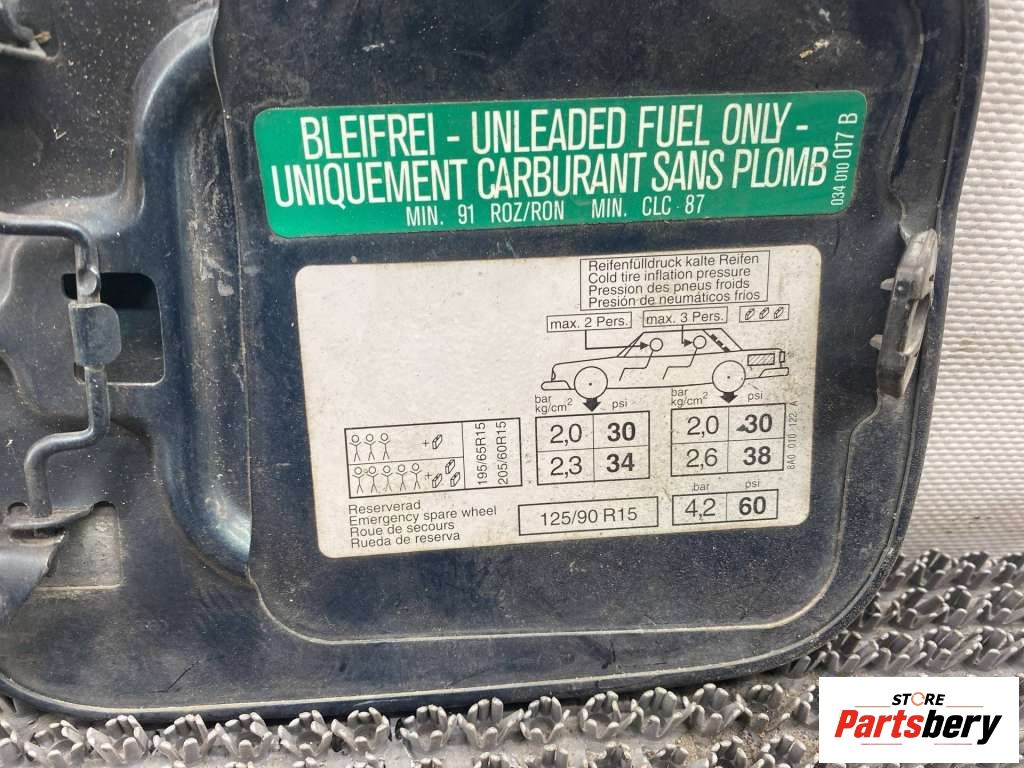 BLEIFREI - UNLEADED FUEL ONLY -
UNIQUEMENT CARBURANT SANS PLOMB
MIN. 91 ROZ/RON MIN. CLC 87
034 010 017 B
Reifenfülldruck kalte Reifen
Cold tire inflation pressure
Pression des pneus froids
Presión de neumáticos frios
max. 2 Pers. max. 3 Pers.
bar psi bar psi
kg/cm² kg/cm²
2,0 30 2,0 30
2,3 34 2,6 38
+
+
195/65R15
205/60R15
8A0 010 122 A
bar psi
Reserverad
Emergency spare wheel
Roue de secours
Rueda de reserva
125/90 R15 4,2 60
STORE
Partsbery